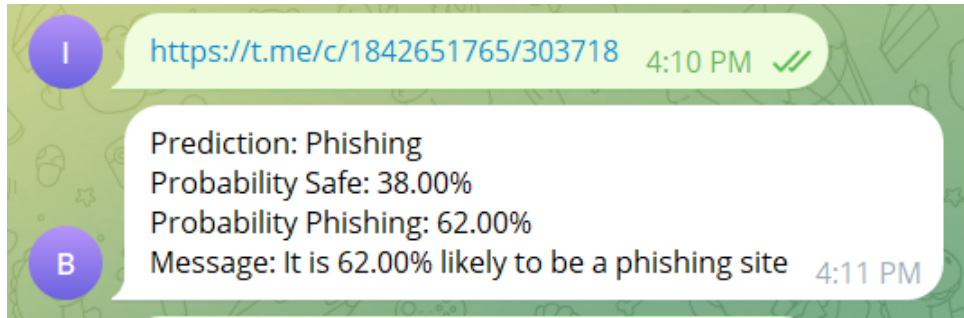 I
https://t.me/c/1842651765/303718 4:10 PM
Prediction: Phishing
Probability Safe: 38.00%
Probability Phishing: 62.00%
B
Message: It is 62.00% likely to be a phishing site 4:11 PM